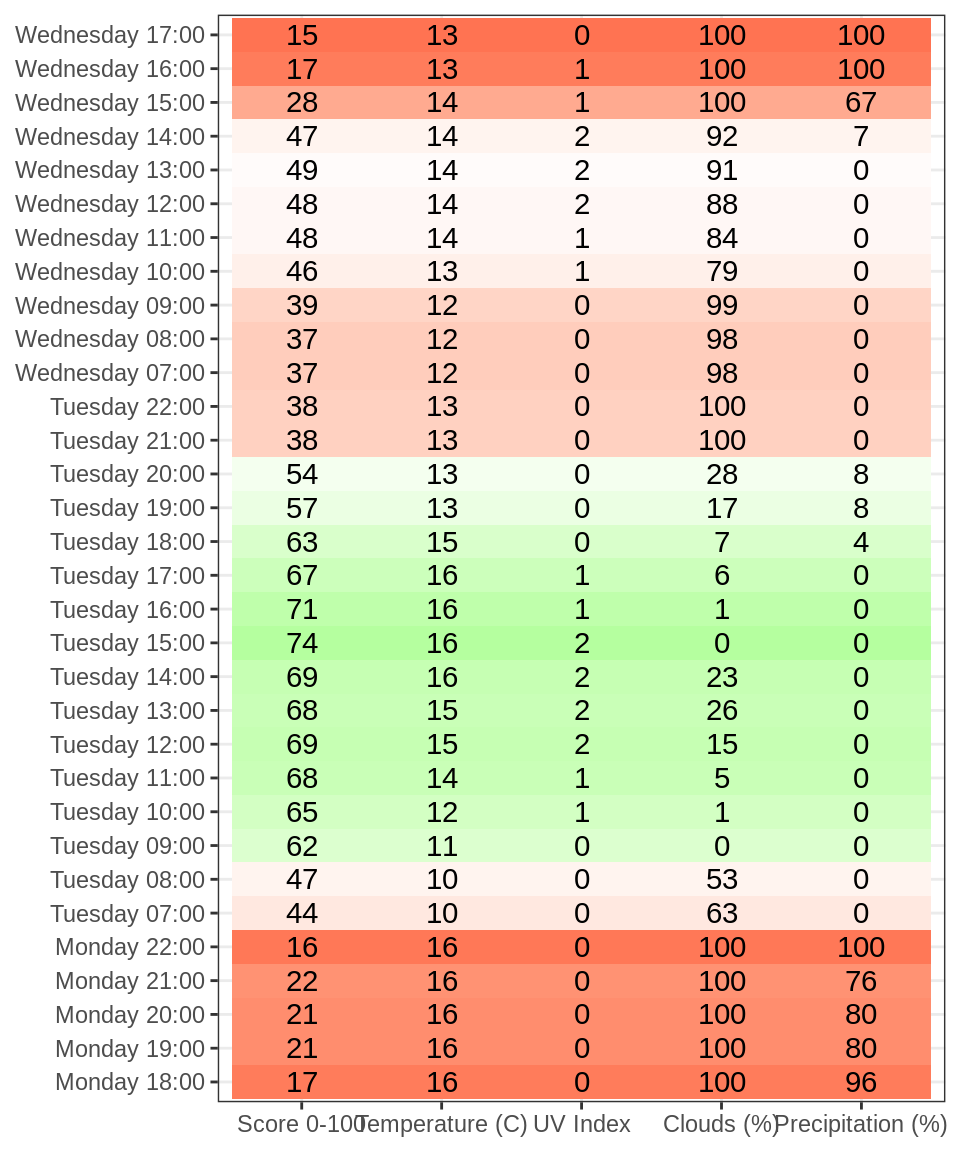 Wednesday 17:00 15 13 0 100 100
Wednesday 16:00 17 13 1 100 100
Wednesday 15:00 28 14 1 100 67
Wednesday 14:00 47 14 2 92 7
Wednesday 13:00 49 14 2 91 0
Wednesday 12:00 48 14 2 88 0
Wednesday 11:00 48 14 1 84 0
Wednesday 10:00 46 13 1 79 0
Wednesday 09:00 39 12 0 99 0
Wednesday 08:00 37 12 0 98 0
Wednesday 07:00 37 12 0 98 0
Tuesday 22:00 38 13 0 100 0
Tuesday 21:00 38 13 0 100 0
Tuesday 20:00 54 13 0 28 8
Tuesday 19:00 57 13 0 17 8
Tuesday 18:00 63 15 0 7 4
Tuesday 17:00 67 16 1 6 0
Tuesday 16:00 71 16 1 1 0
Tuesday 15:00 74 16 2 0 0
Tuesday 14:00 69 16 2 23 0
Tuesday 13:00 68 15 2 26 0
Tuesday 12:00 69 15 2 15 0
Tuesday 11:00 68 14 1 5 0
Tuesday 10:00 65 12 1 1 0
Tuesday 09:00 62 11 0 0 0
Tuesday 08:00 47 10 0 53 0
Tuesday 07:00 44 10 0 63 0
Monday 22:00 16 16 0 100 100
Monday 21:00 22 16 0 100 76
Monday 20:00 21 16 0 100 80
Monday 19:00 21 16 0 100 80
Monday 18:00 17 16 0 100 96
Score 0-100 Temperature (C) UV Index Clouds (%) Precipitation (%)